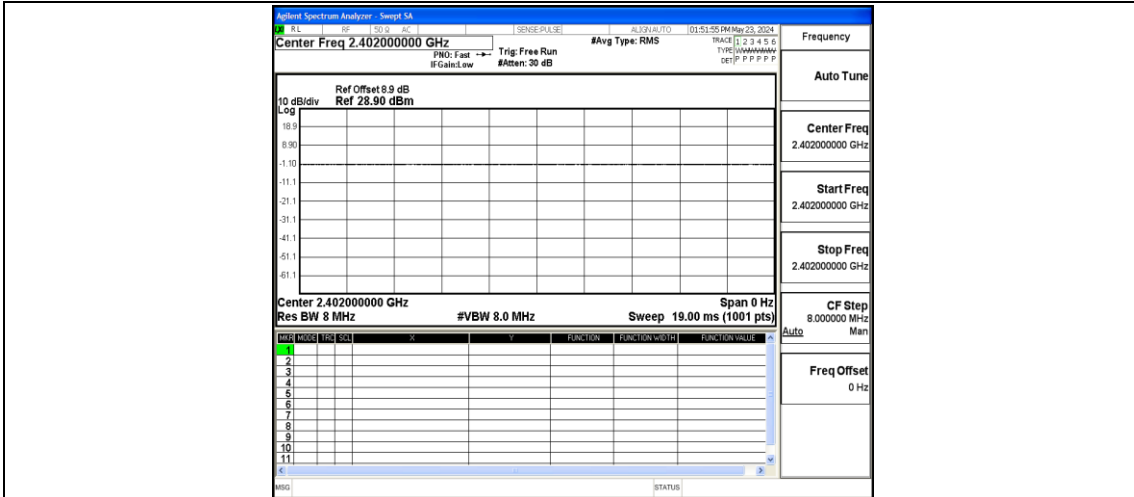 Agilent Spectrum Analyzer - Swept SA
RL RF 50 Ω AC SENSE:PULSE ALIGN AUTO 01:51:55 PM May 23, 2024
Center Freq 2.402000000 GHz #Avg Type: RMS TRACE 1 2 3 4 5 6
PNO: Fast Trig: Free Run TYPE
IFGain:Low #Atten: 30 dB DET P P P P P P
Ref Offset 8.9 dB
10 dB/div Ref 28.90 dBm
Log
18.9
8.90
-1.10
-11.1
-21.1
-31.1
-41.1
-51.1
-61.1
Center 2.402000000 GHz Span 0 Hz
Res BW 8 MHz #VBW 8.0 MHz Sweep 19.00 ms (1001 pts)
MKR MODE TRC SCL X Y FUNCTION FUNCTION WIDTH FUNCTION VALUE
1
2
3
4
5
6
7
8
9
10
11
MSG STATUS
Frequency
Auto Tune
Center Freq
2.402000000 GHz
Start Freq
2.402000000 GHz
Stop Freq
2.402000000 GHz
CF Step
8.000000 MHz
Auto Man
Freq Offset
0 Hz